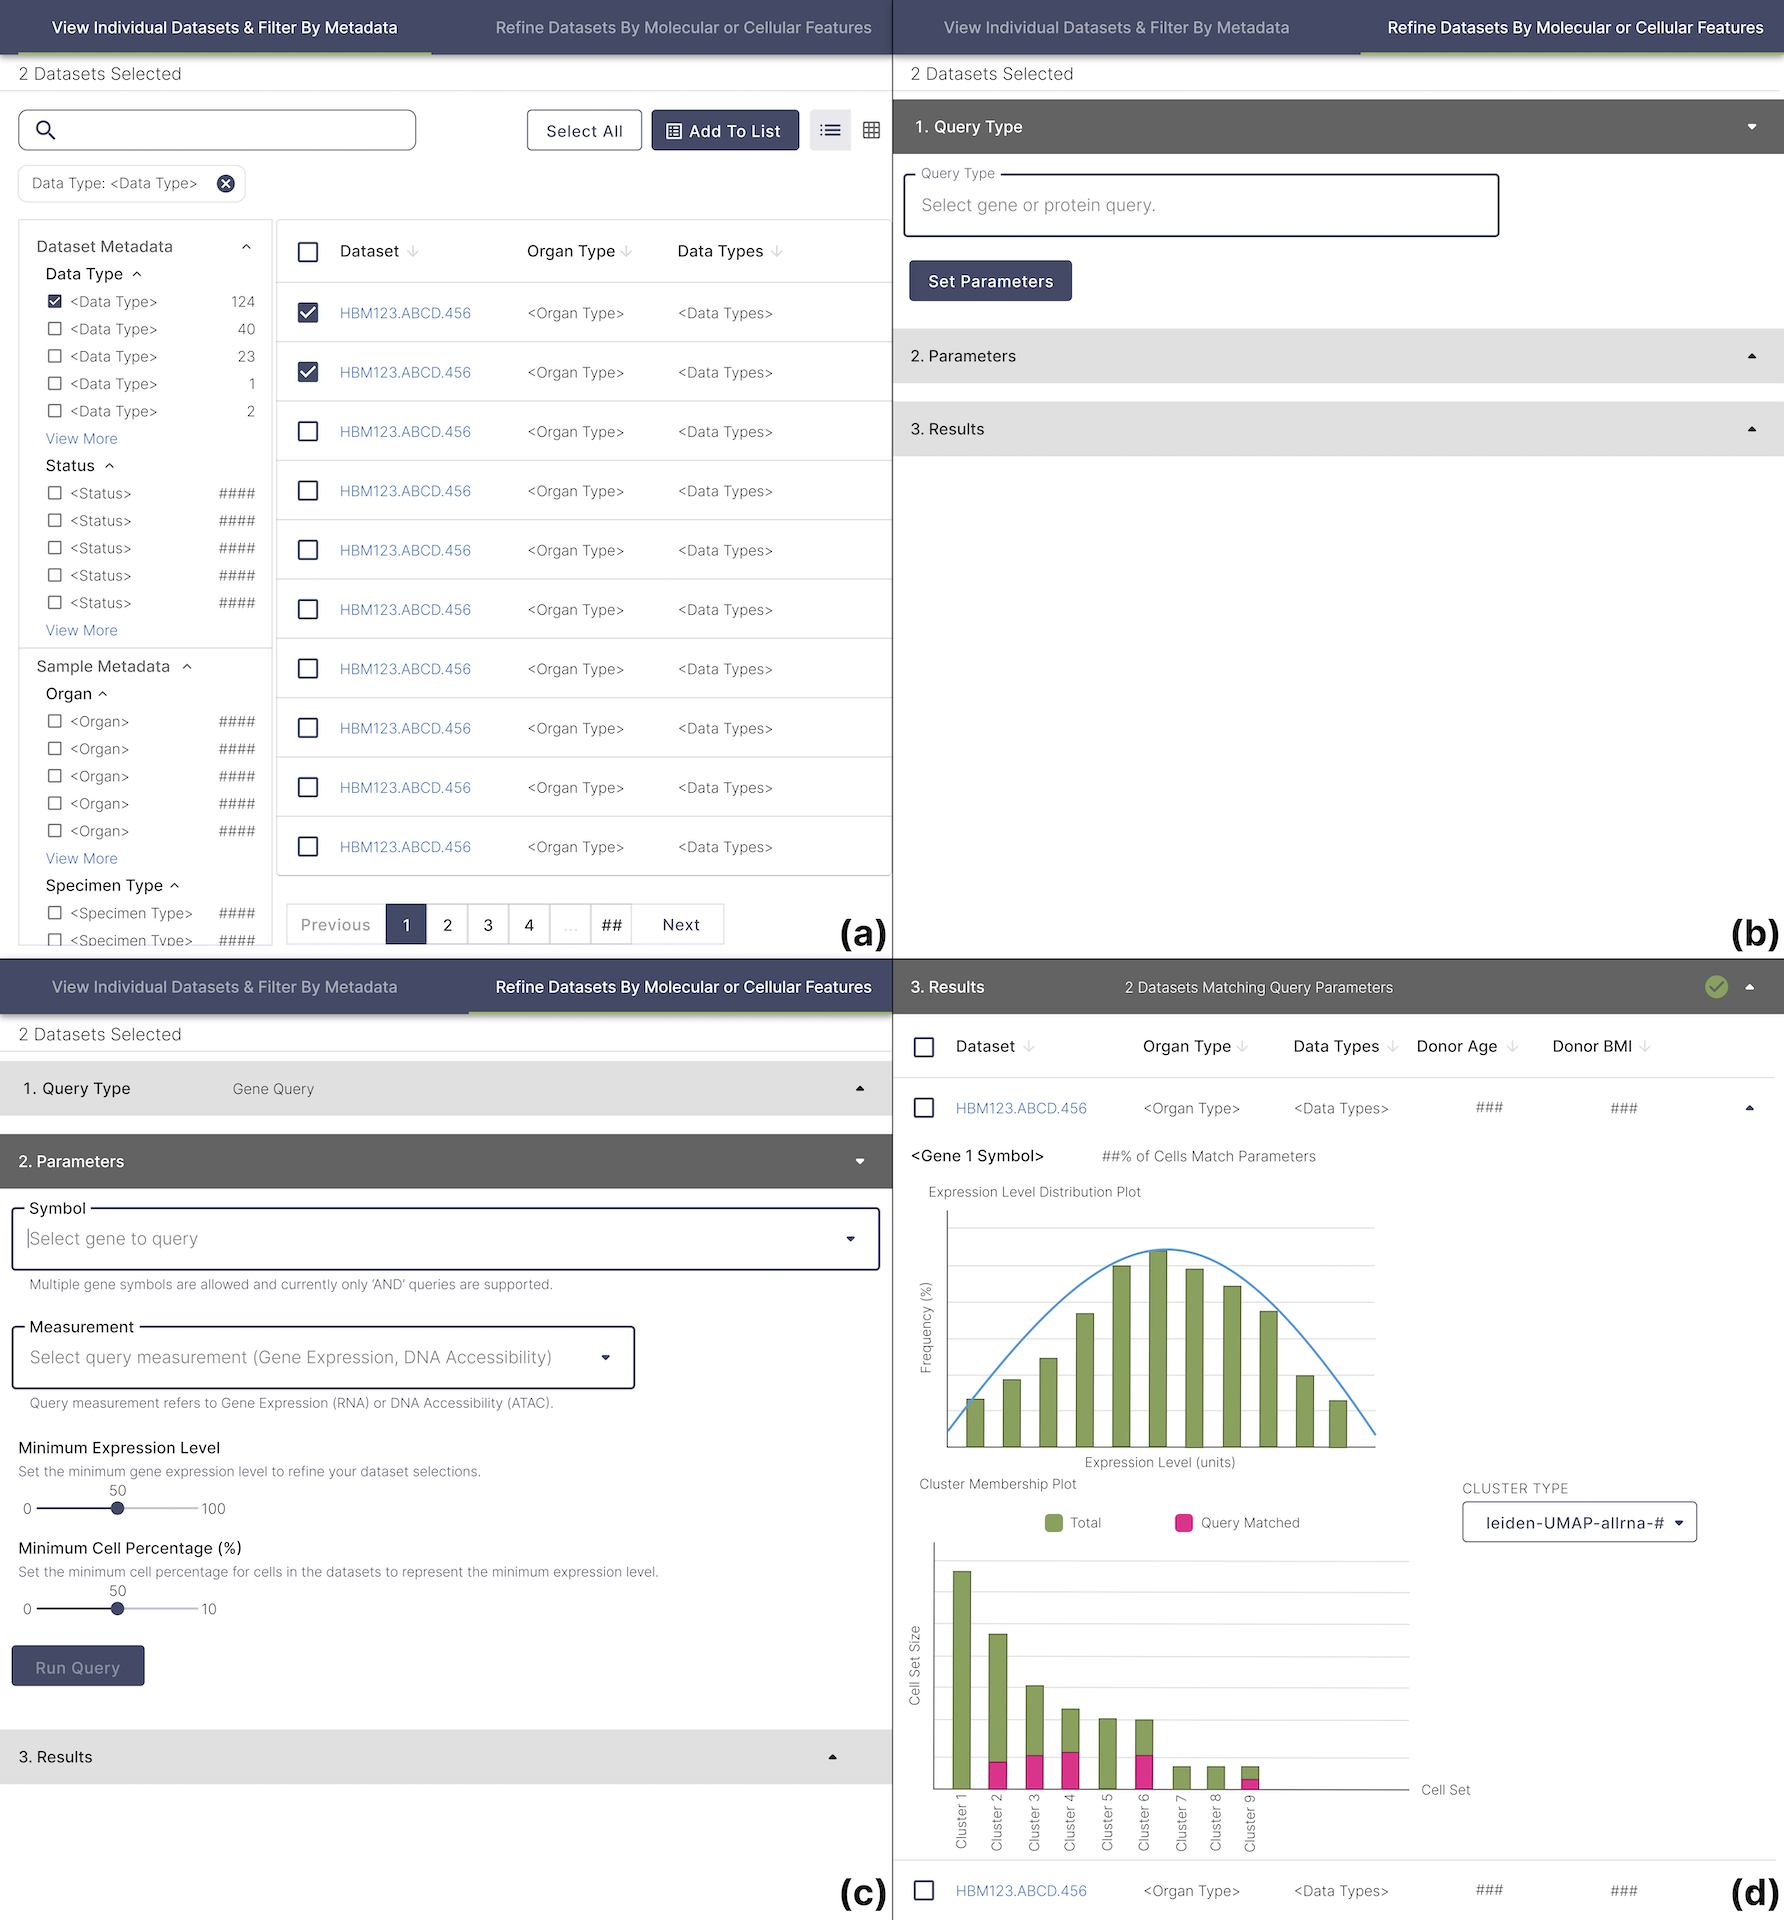 View Individual Datasets & Filter By Metadata
Refine Datasets By Molecular or Cellular Features
2 Datasets Selected
Select All
Add To List
Data Type: <Data Type>
Dataset Metadata
Data Type
<Data Type> 124
<Data Type> 40
<Data Type> 23
<Data Type> 1
<Data Type> 2
View More
Status
<Status> ####
<Status> ####
<Status> ####
<Status> ####
<Status> ####
View More
Sample Metadata
Organ
<Organ> ####
<Organ> ####
<Organ> ####
<Organ> ####
<Organ> ####
View More
Specimen Type
<Specimen Type> ####
<Specimen Type> ####
Dataset Organ Type Data Types
HBM123.ABCD.456 <Organ Type> <Data Types>
HBM123.ABCD.456 <Organ Type> <Data Types>
HBM123.ABCD.456 <Organ Type> <Data Types>
HBM123.ABCD.456 <Organ Type> <Data Types>
HBM123.ABCD.456 <Organ Type> <Data Types>
HBM123.ABCD.456 <Organ Type> <Data Types>
HBM123.ABCD.456 <Organ Type> <Data Types>
HBM123.ABCD.456 <Organ Type> <Data Types>
HBM123.ABCD.456 <Organ Type> <Data Types>
HBM123.ABCD.456 <Organ Type> <Data Types>
Previous 1 2 3 4 ... ## Next
(a)
View Individual Datasets & Filter By Metadata
Refine Datasets By Molecular or Cellular Features
2 Datasets Selected
1. Query Type
Query Type
Select gene or protein query.
Set Parameters
2. Parameters
3. Results
(b)
View Individual Datasets & Filter By Metadata
Refine Datasets By Molecular or Cellular Features
2 Datasets Selected
1. Query Type Gene Query
2. Parameters
Symbol
Select gene to query
Multiple gene symbols are allowed and currently only ‘AND’ queries are supported.
Measurement
Select query measurement (Gene Expression, DNA Accessibility)
Query measurement refers to Gene Expression (RNA) or DNA Accessibility (ATAC).
Minimum Expression Level
Set the minimum gene expression level to refine your dataset selections.
50
0 100
Minimum Cell Percentage (%)
Set the minimum cell percentage for cells in the datasets to represent the minimum expression level.
50
0 10
Run Query
3. Results
(c)
3. Results 2 Datasets Matching Query Parameters
Dataset Organ Type Data Types Donor Age Donor BMI
HBM123.ABCD.456 <Organ Type> <Data Types> ### ###
<Gene 1 Symbol> ##% of Cells Match Parameters
Expression Level Distribution Plot
Frequency (%)
Expression Level (units)
Cluster Membership Plot
CLUSTER TYPE
leiden-UMAP-allrna-#
Total Query Matched
Cell Set Size
Cell Set
Cluster 1
Cluster 2
Cluster 3
Cluster 4
Cluster 5
Cluster 6
Cluster 7
Cluster 8
Cluster 9
HBM123.ABCD.456 <Organ Type> <Data Types> ### ###
(d)